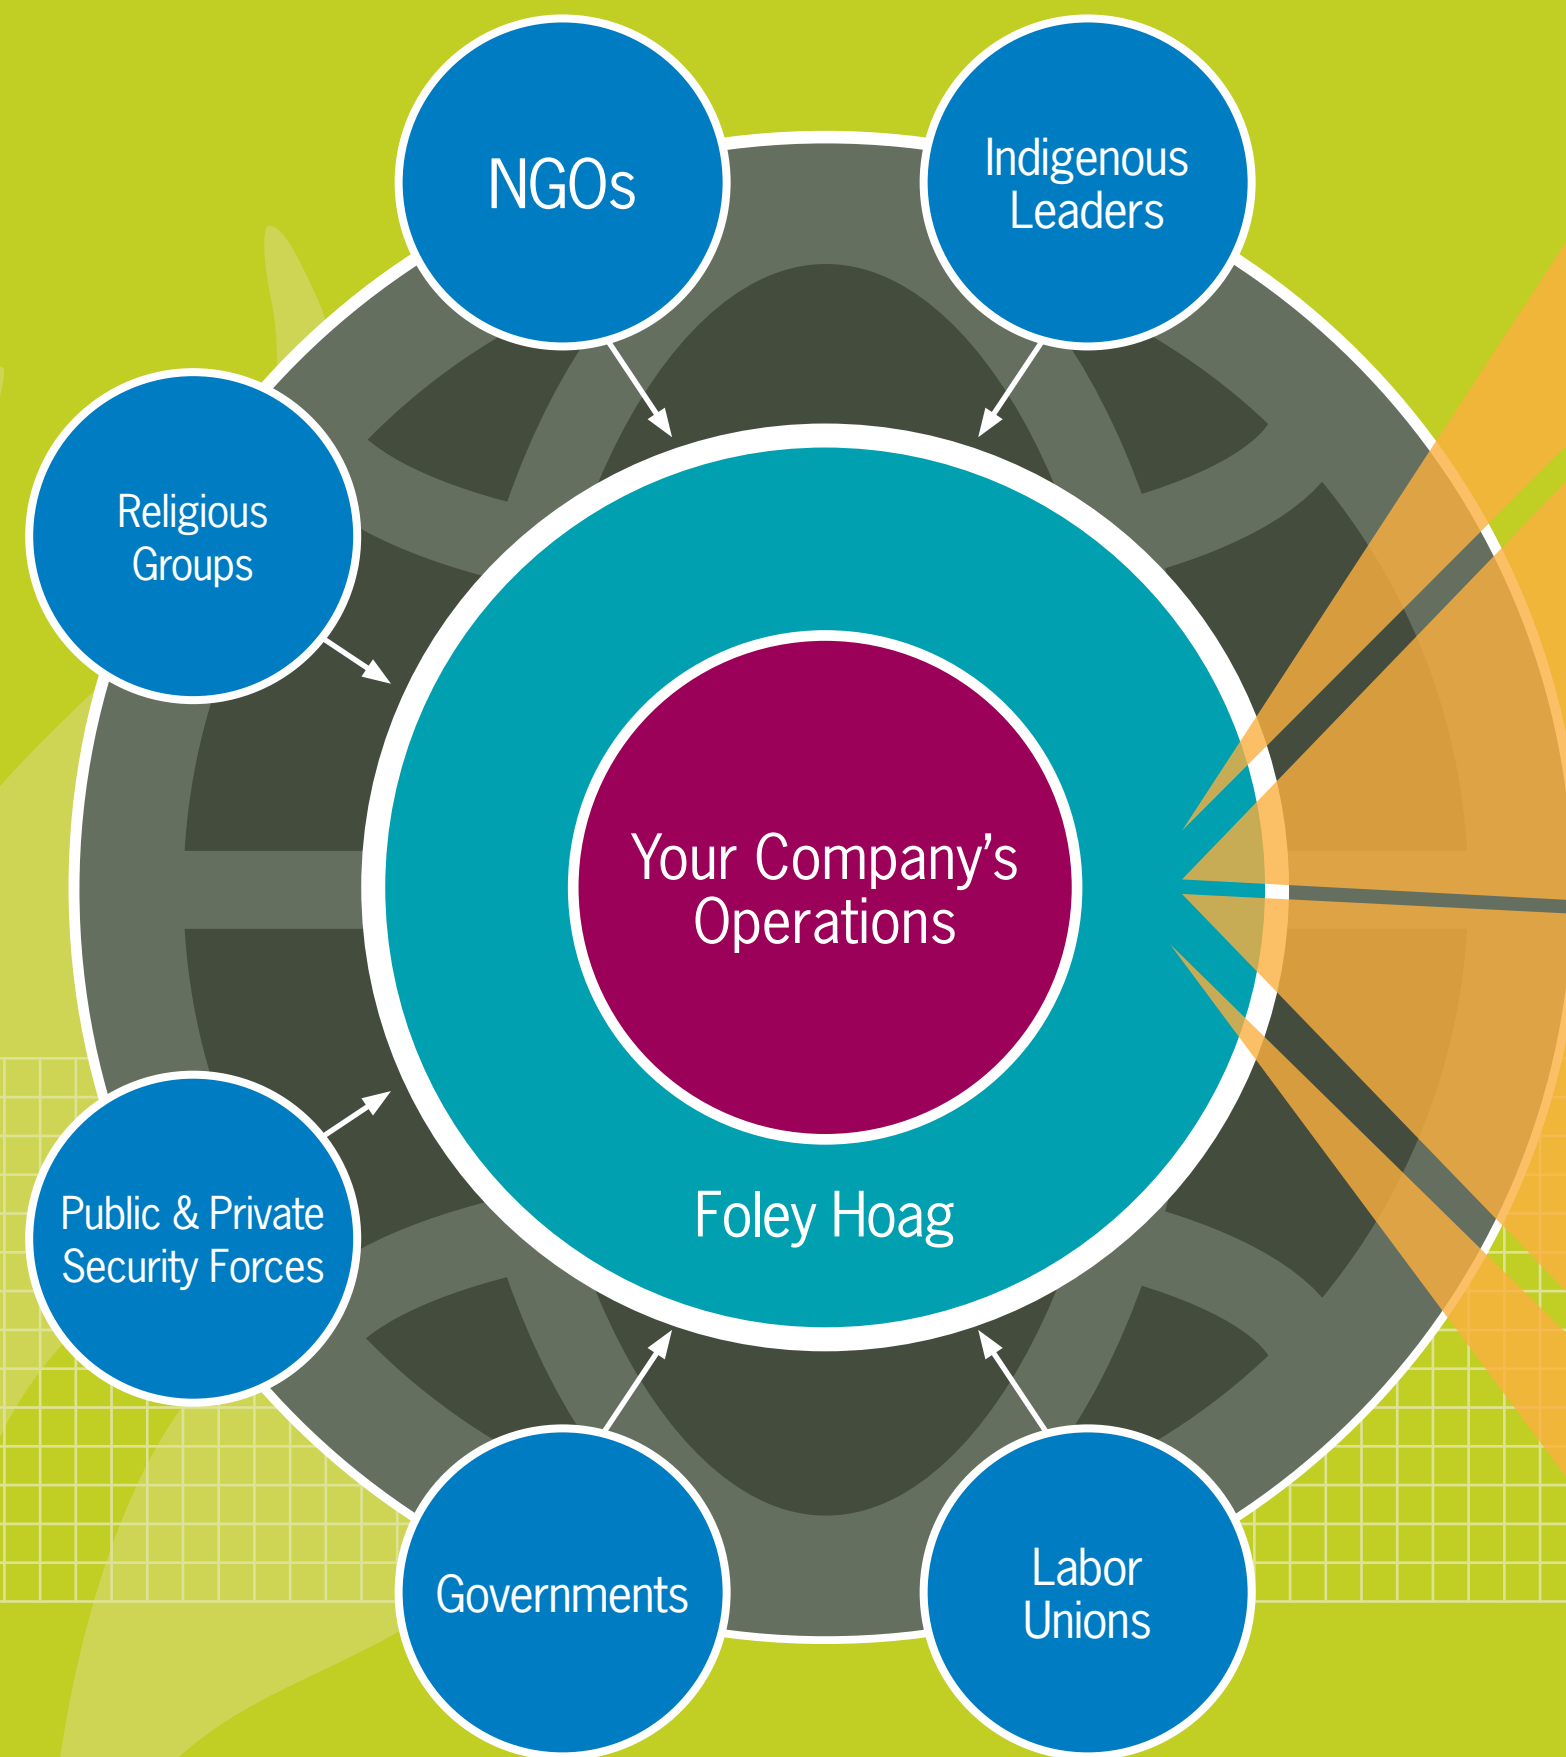 NGOs
Indigenous
Leaders
Religious
Groups
Your Company’s
Operations
Foley Hoag
Public & Private
Security Forces
Governments
Labor
Unions